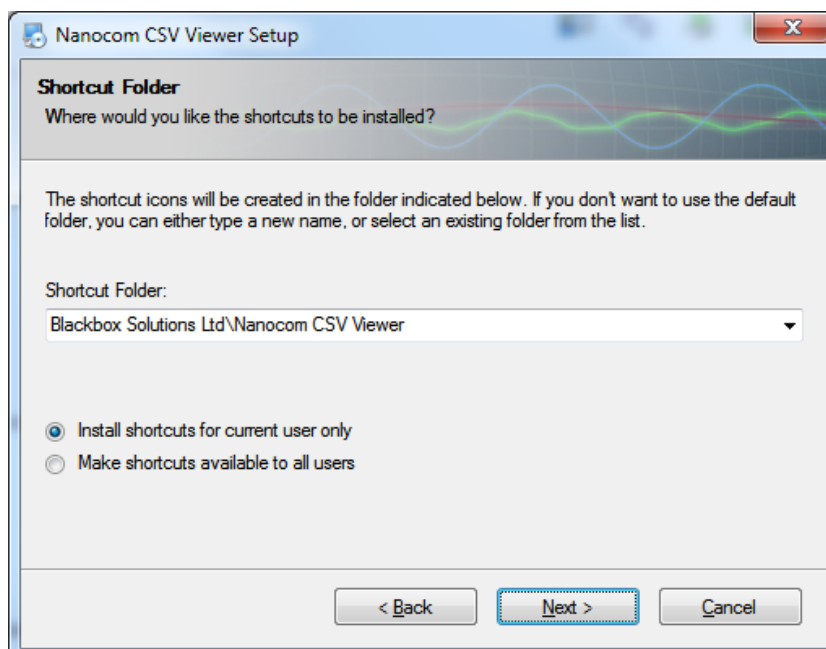 Nanocom CSV Viewer Setup
X
Shortcut Folder
Where would you like the shortcuts to be installed?
The shortcut icons will be created in the folder indicated below. If you don't want to use the default
folder, you can either type a new name, or select an existing folder from the list.
Shortcut Folder:
Blackbox Solutions Ltd\Nanocom CSV Viewer
Install shortcuts for current user only
Make shortcuts available to all users
< Back
Next >
Cancel